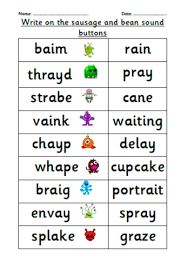 Name: Date:
Write on the sausage and bean sound
buttons
baim rain
thrayd pray
strabe cane
vaink waiting
chayp delay
whape cupcake
braig portrait
envay spray
splake graze